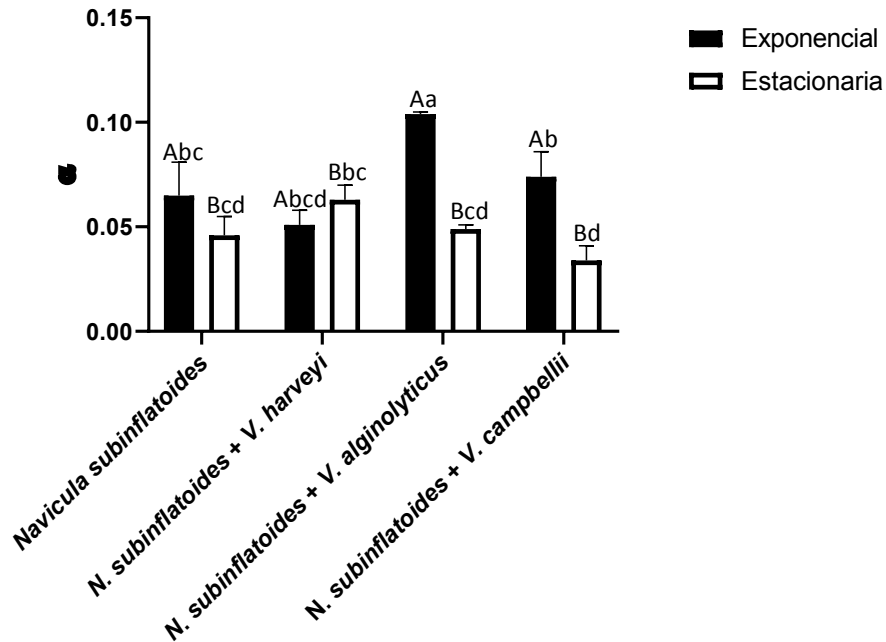 0.15
0.10
0.05
0.00
α
Exponencial
Estacionaria
Abc
Bcd
Abcd
Bbc
Aa
Bcd
Ab
Bd
Navicula subinflatoides
N. subinflatoides + V. harveyi
N. subinflatoides + V. alginolyticus
N. subinflatoides + V. campbellii